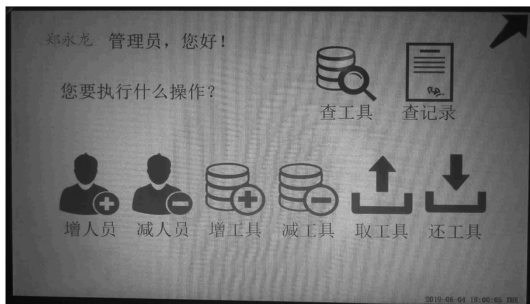 郑永龙 管理员，您好！
您要执行什么操作？
查工具 查记录
增人员 减人员 增工具 减工具 取工具 还工具